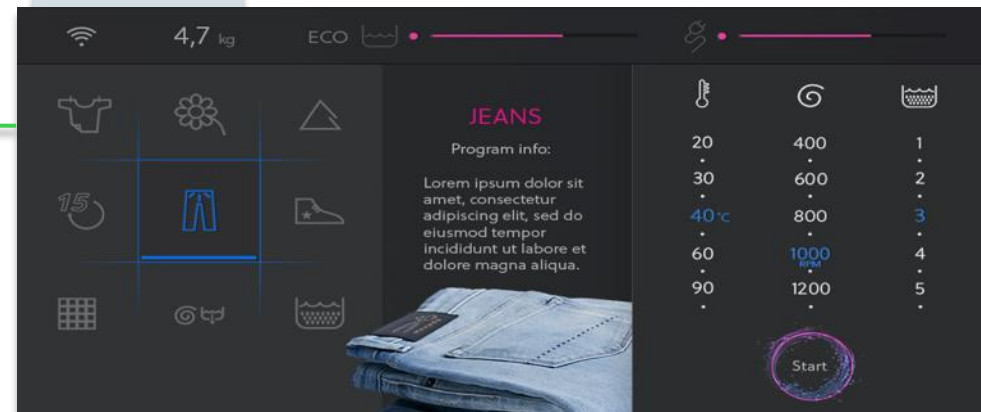 4,7 kg
ECO
15
JEANS
Program info:
Lorem ipsum dolor sit
amet, consectetur
adipiscing elit, sed do
eiusmod tempor
incididunt ut labore et
dolore magna aliqua.
20 400 1
30 600 2
40°C 800 3
60 1000 4
RPM
90 1200 5
Start